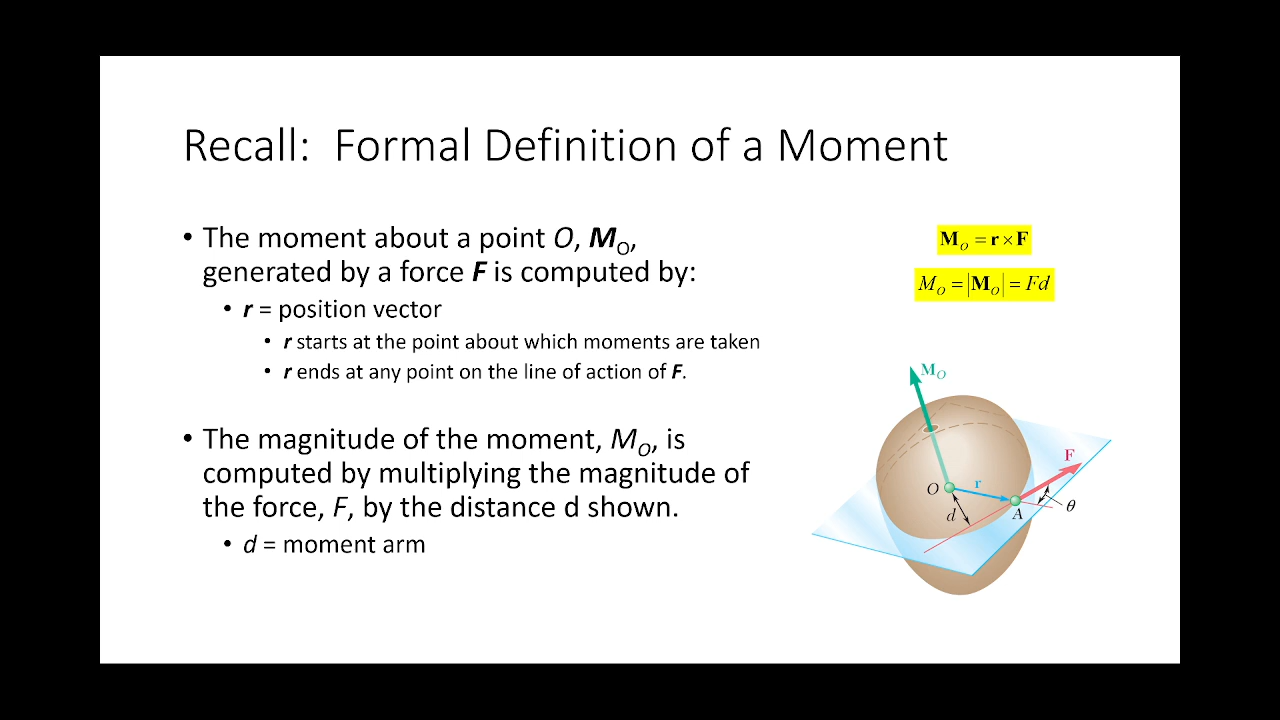 Recall:  Formal Definition of a Moment
• The moment about a point O, M_O,
generated by a force F is computed by:
• r = position vector
• r starts at the point about which moments are taken
• r ends at any point on the line of action of F.
• The magnitude of the moment, M_O, is
computed by multiplying the magnitude of
the force, F, by the distance d shown.
• d = moment arm
M_O = r × F
M_O = |M_O| = Fd
M_O
F
O
r
d
A
θ